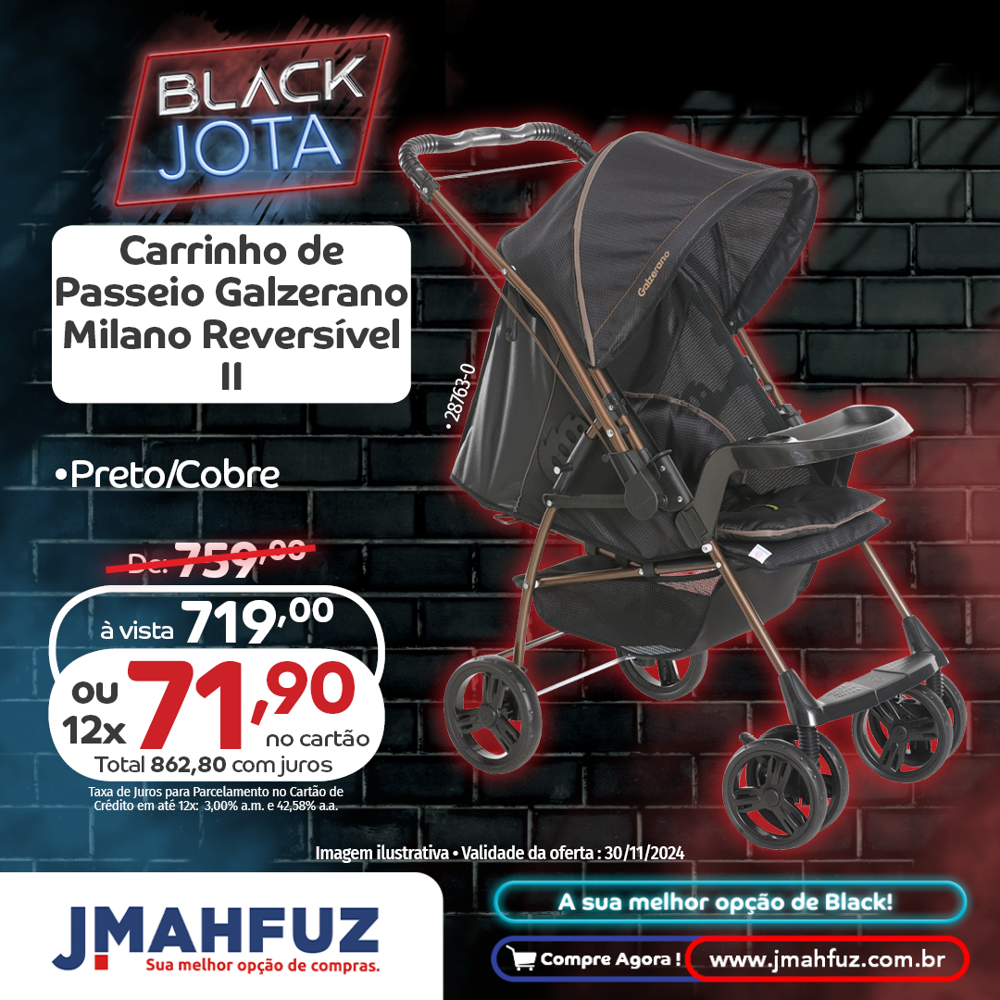 BLACK
JOTA
Carrinho de
Passeio Galzerano
Milano Reversível
II
Galzerano
• 28763-0
•Preto/Cobre
De: 759,00
à vista 719,00
ou
12x 71,90
no cartão
Total 862,80 com juros
Taxa de Juros para Parcelamento no Cartão de
Crédito em até 12x: 3,00% a.m. e 42,58% a.a.
Imagem ilustrativa • Validade da oferta : 30/11/2024
JMAHFUZ
Sua melhor opção de compras.
A sua melhor opção de Black!
Compre Agora !
www.jmahfuz.com.br